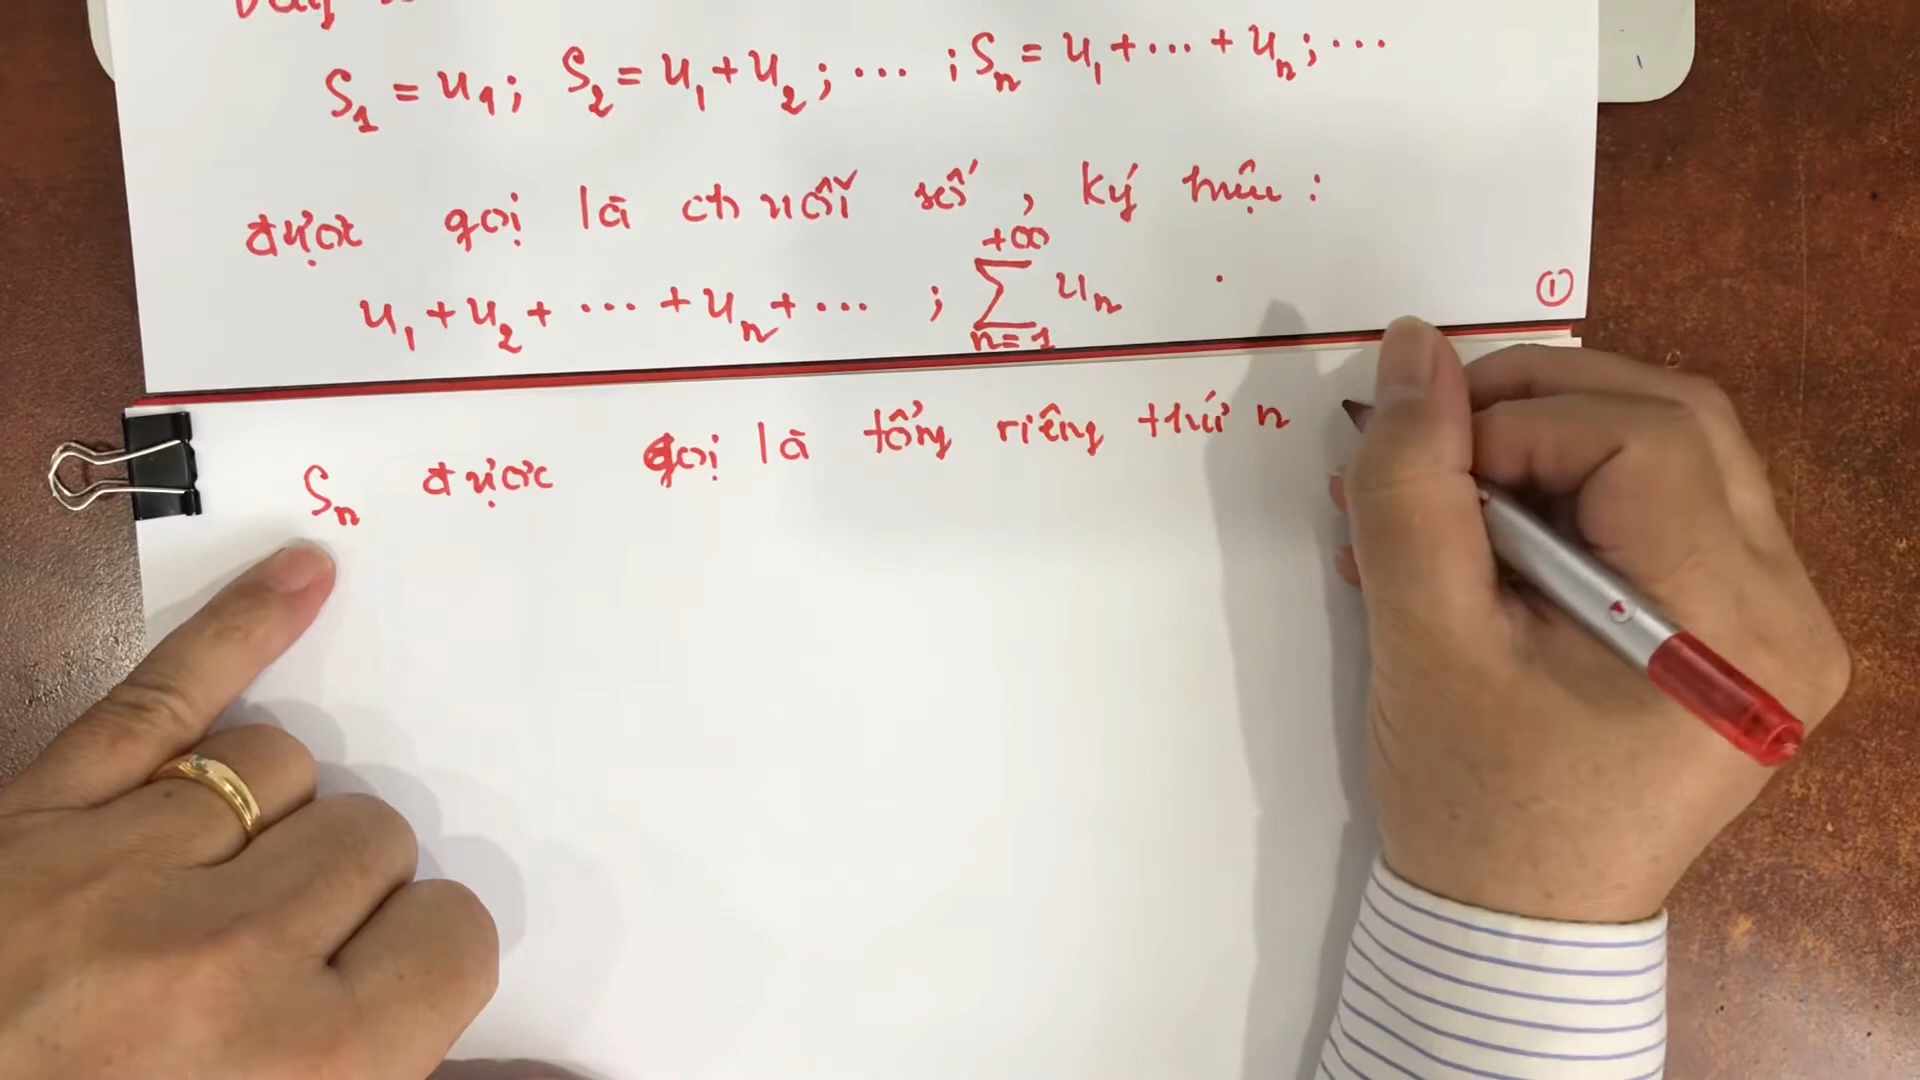 S₁ = u₁; S₂ = u₁ + u₂; ... ; Sₙ = u₁ + ... + uₙ; ...
được gọi là chuỗi số, ký hiệu:
u₁ + u₂ + ... + uₙ + ... ; ∑_{n=1}^{+∞} uₙ .
①
Sₙ được gọi là tổng riêng thứ n